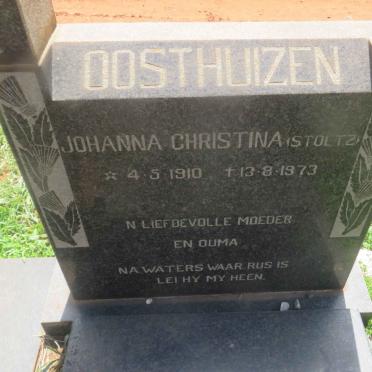 OOSTHUIZEN
JOHANNA CHRISTINA (STOLTZ)
☆ 4·5·1910 ✝13·8·1973
N LIEFDEVOLLE MOEDER
EN OUMA
NA WATERS WAAR RUS IS
LEI HY MY HEEN.